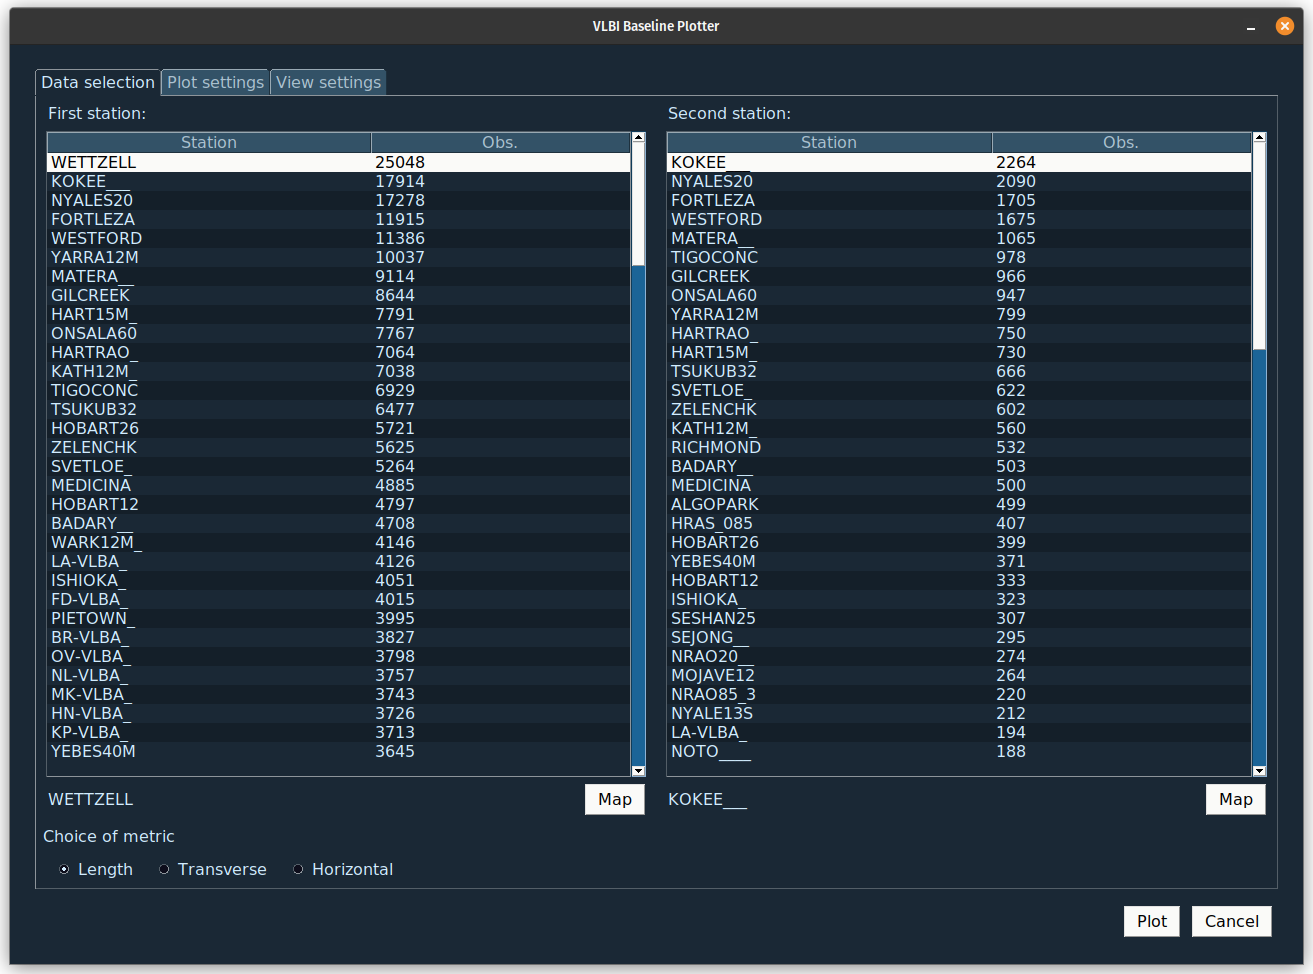 VLBI Baseline Plotter
Data selection Plot settings View settings
First station:
Station Obs.
WETTZELL 25048
KOKEE___ 17914
NYALES20 17278
FORTLEZA 11915
WESTFORD 11386
YARRA12M 10037
MATERA__ 9114
GILCREEK 8644
HART15M_ 7791
ONSALA60 7767
HARTRAO_ 7064
KATH12M_ 7038
TIGOCONC 6929
TSUKUB32 6477
HOBART26 5721
ZELENCHK 5625
SVETLOE_ 5264
MEDICINA 4885
HOBART12 4797
BADARY__ 4708
WARK12M_ 4146
LA-VLBA_ 4126
ISHIOKA_ 4051
FD-VLBA_ 4015
PIETOWN_ 3995
BR-VLBA_ 3827
OV-VLBA_ 3798
NL-VLBA_ 3757
MK-VLBA_ 3743
HN-VLBA_ 3726
KP-VLBA_ 3713
YEBES40M 3645
WETTZELL Map
Second station:
Station Obs.
KOKEE___ 2264
NYALES20 2090
FORTLEZA 1705
WESTFORD 1675
MATERA__ 1065
TIGOCONC 978
GILCREEK 966
ONSALA60 947
YARRA12M 799
HARTRAO_ 750
HART15M_ 730
TSUKUB32 666
SVETLOE_ 622
ZELENCHK 602
KATH12M_ 560
RICHMOND 532
BADARY__ 503
MEDICINA 500
ALGOPARK 499
HRAS_085 407
HOBART26 399
YEBES40M 371
HOBART12 333
ISHIOKA_ 323
SESHAN25 307
SEJONG__ 295
NRAO20__ 274
MOJAVE12 264
NRAO85_3 220
NYALE13S 212
LA-VLBA_ 194
NOTO____ 188
KOKEE___ Map
Choice of metric
Length Transverse Horizontal
Plot Cancel